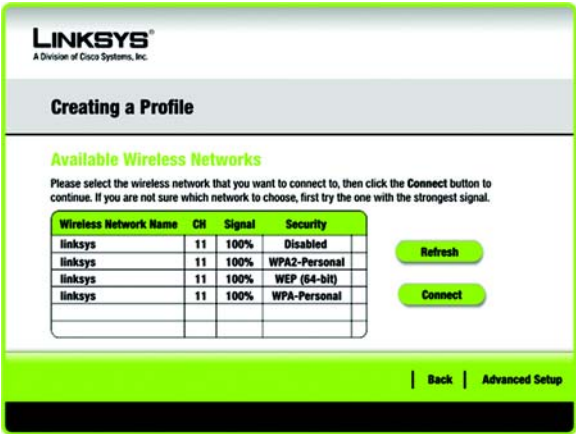 LINKSYS®
A Division of Cisco Systems, Inc.
Creating a Profile
Available Wireless Networks
Please select the wireless network that you want to connect to, then click the Connect button to
continue. If you are not sure which network to choose, first try the one with the strongest signal.
Wireless Network Name CH Signal Security
linksys 11 100% Disabled
linksys 11 100% WPA2-Personal
linksys 11 100% WEP (64-bit)
linksys 11 100% WPA-Personal
Refresh
Connect
Back Advanced Setup